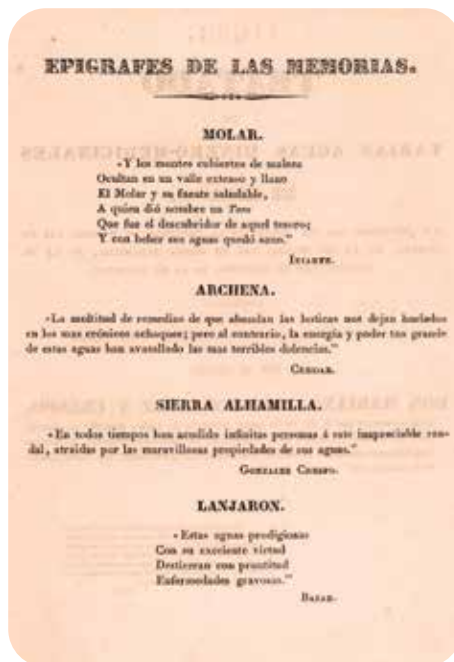 EPIGRAFES DE LAS MEMORIAS.
MOLAR.
«Y los montes cubiertos de maleza
Ocultan en un valle extenso y llano
El Molar y su fuente saludable,
A quien dió nombre un Toro
Que fue el descubridor de aquel tesoro;
Y con beber sus aguas quedó sano."
IRIARTE.
ARCHENA.
«La multitud de remedios de que abundan las boticas nos dejan burlados
en los mas crónicos achaques; pero al contrario, la energía y poder tan grande
de estas aguas han avasallado las mas terribles dolencias."
CERDAN.
SIERRA ALHAMILLA.
«En todos tiempos han acudido infinitas personas á este inapreciable rau-
dal, atraidas por las maravillosas propiedades de sus aguas."
GONZALEZ CRESPO.
LANJARON.
«Estas aguas prodigiosas
Con su excelente virtud
Destierran con prontitud
Enfermedades gravosas."
BAZAN.